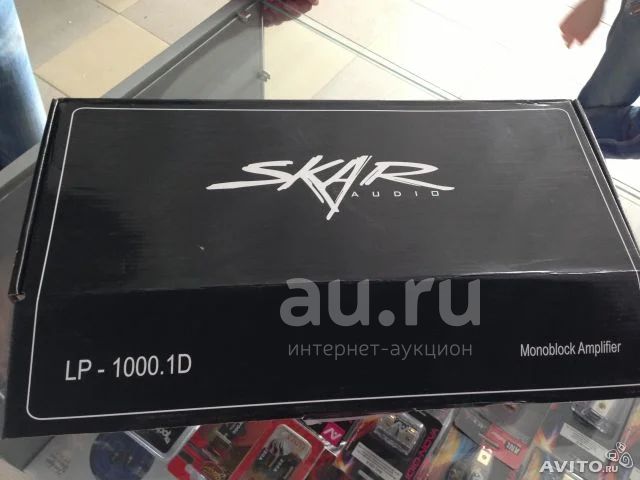 SKAR
AUDIO
au.ru
интернет-аукцион
LP - 1000.1D
Monoblock Amplifier
AVITO.ru